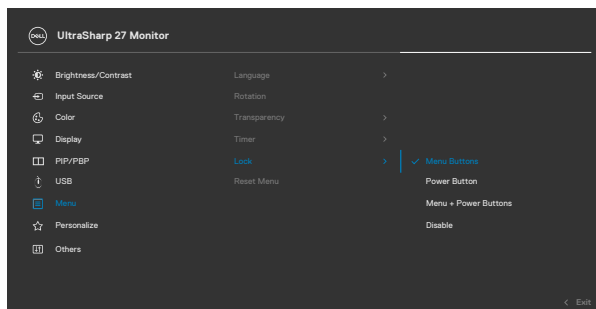 DELL UltraSharp 27 Monitor
Brightness/Contrast
Input Source
Color
Display
PIP/PBP
USB
Menu
Personalize
Others
Language
Rotation
Transparency
Timer
Lock
Reset Menu
Menu Buttons
Power Button
Menu + Power Buttons
Disable
Exit